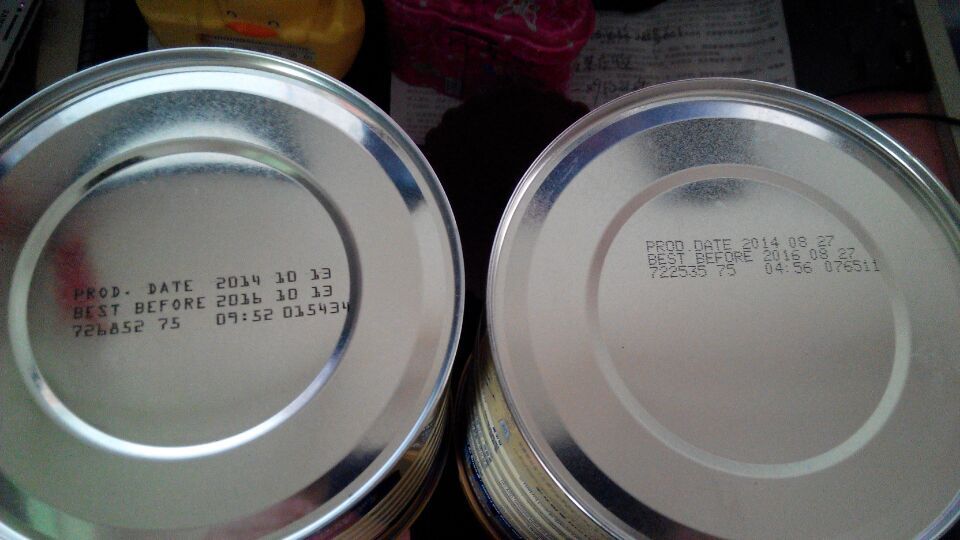 PROD. DATE 2014 10 13
BEST BEFORE 2016 10 13
726852 75 09:52 015434
PROD.DATE 2014 08 27
BEST BEFORE 2016 08 27
722535 75 04:56 076511